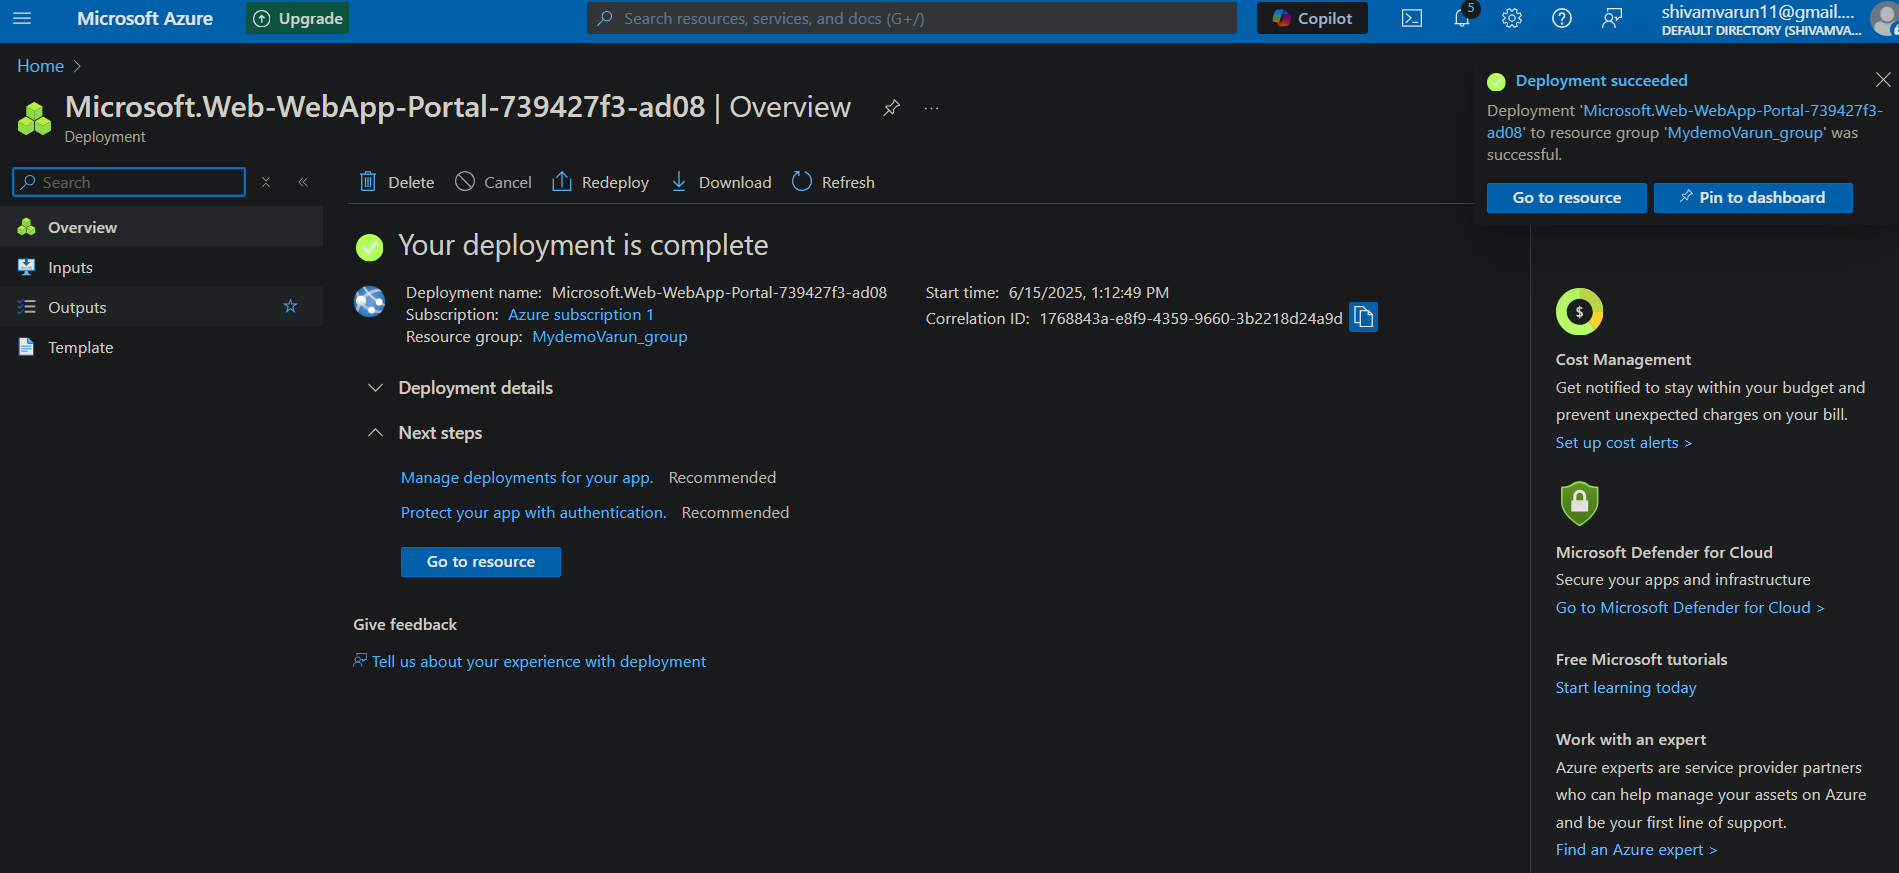 Microsoft Azure
Upgrade
Search resources, services, and docs (G+/)
Copilot
5
shivamvarun11@gmail....
DEFAULT DIRECTORY (SHIVAMVA...
Home
Microsoft.Web-WebApp-Portal-739427f3-ad08 | Overview
...
Deployment
Search
Overview
Inputs
Outputs
Template
Delete
Cancel
Redeploy
Download
Refresh
Your deployment is complete
Deployment name: Microsoft.Web-WebApp-Portal-739427f3-ad08
Subscription: Azure subscription 1
Resource group: MydemoVarun_group
Start time: 6/15/2025, 1:12:49 PM
Correlation ID: 1768843a-e8f9-4359-9660-3b2218d24a9d
Deployment details
Next steps
Manage deployments for your app. Recommended
Protect your app with authentication. Recommended
Go to resource
Give feedback
Tell us about your experience with deployment
Deployment succeeded
Deployment 'Microsoft.Web-WebApp-Portal-739427f3-
ad08' to resource group 'MydemoVarun_group' was
successful.
Go to resource
Pin to dashboard
$
Cost Management
Get notified to stay within your budget and
prevent unexpected charges on your bill.
Set up cost alerts >
Microsoft Defender for Cloud
Secure your apps and infrastructure
Go to Microsoft Defender for Cloud >
Free Microsoft tutorials
Start learning today
Work with an expert
Azure experts are service provider partners
who can help manage your assets on Azure
and be your first line of support.
Find an Azure expert >